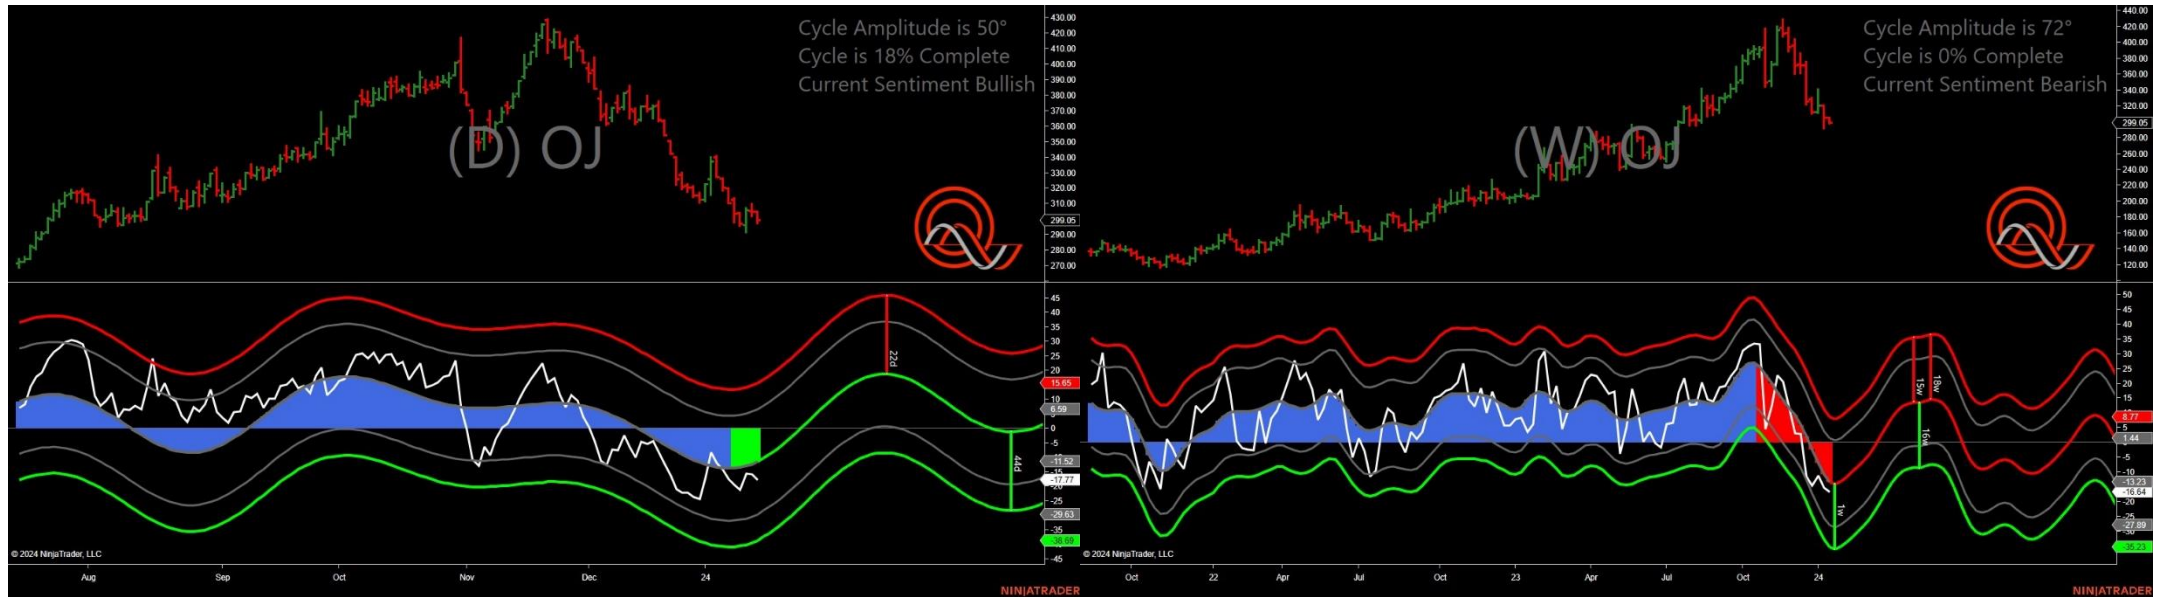 Cycle Amplitude is 50°
Cycle is 18% Complete
Current Sentiment Bullish
(D) OJ
430.00
420.00
410.00
400.00
390.00
380.00
370.00
360.00
350.00
340.00
330.00
320.00
310.00
299.05
290.00
280.00
270.00
45
40
35
30
25
20
15.65
10
6.59
0
-5
-11.52
-15
-17.77
-25
-29.63
-35
-38.69
-45
22d
44d
© 2024 NinjaTrader, LLC
Aug
Sep
Oct
Nov
Dec
24
NINJATRADER
Cycle Amplitude is 72°
Cycle is 0% Complete
Current Sentiment Bearish
(W) OJ
440.00
420.00
400.00
380.00
360.00
340.00
320.00
299.05
280.00
260.00
240.00
220.00
200.00
180.00
160.00
140.00
120.00
50
45
40
35
30
25
20
15
8.77
5
1.44
-5
-10
-13.23
-16.64
-20
-25
-27.89
-35.23
15w
18w
16w
1w
© 2024 NinjaTrader, LLC
Oct
22
Apr
Jul
Oct
23
Apr
Jul
Oct
24
NINJATRADER